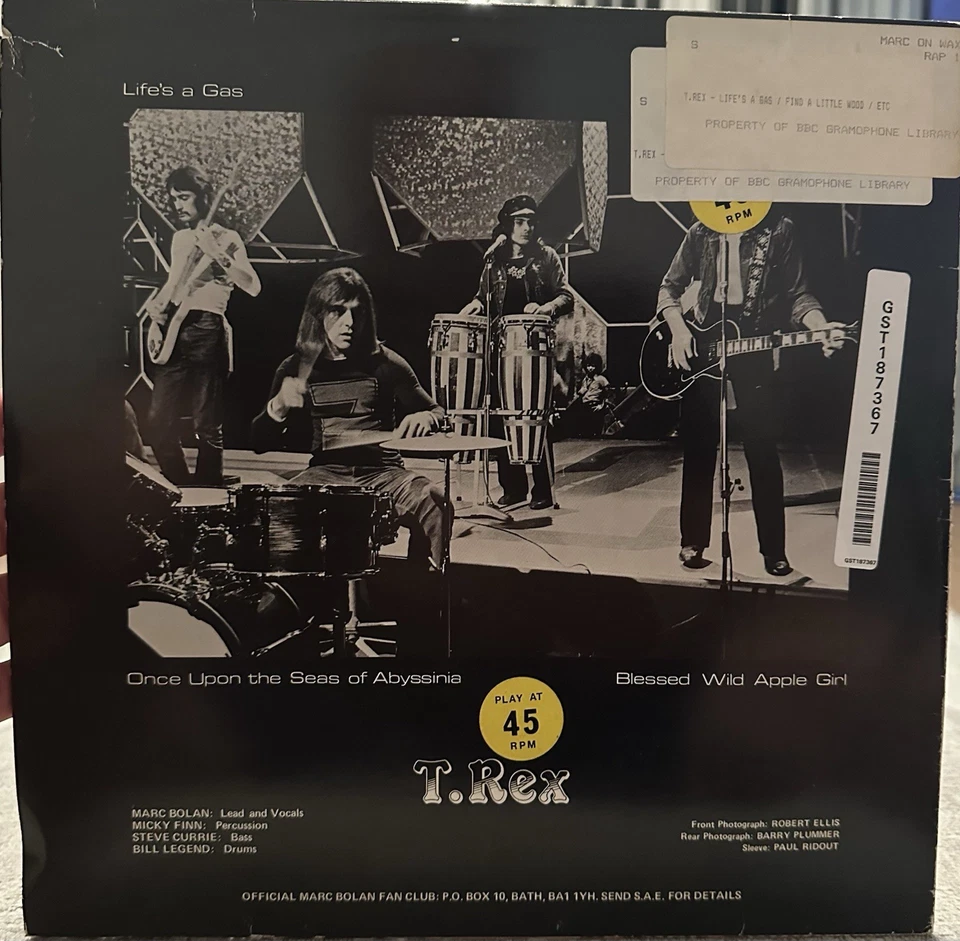 S MARC ON WAX
RAP 1
S T.REX - LIFE'S A GAS / FIND A LITTLE WOOD / ETC
PROPERTY OF BBC GRAMOPHONE LIBRARY
T.REX -
PROPERTY OF BBC GRAMOPHONE LIBRARY
Life's a Gas
RPM
GST187367
GST187367
Once Upon the Seas of Abyssinia
Blessed Wild Apple Girl
PLAY AT
45
RPM
T.Rex
MARC BOLAN: Lead and Vocals
MICKY FINN: Percussion
STEVE CURRIE: Bass
BILL LEGEND: Drums
Front Photograph: ROBERT ELLIS
Rear Photograph: BARRY PLUMMER
Sleeve: PAUL RIDOUT
OFFICIAL MARC BOLAN FAN CLUB: P.O. BOX 10, BATH, BA1 1YH. SEND S.A.E. FOR DETAILS